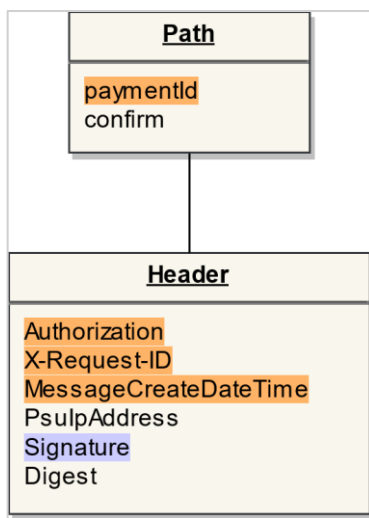 Path
paymentId
confirm
Header
Authorization
X-Request-ID
MessageCreateDateTime
PsuIpAddress
Signature
Digest